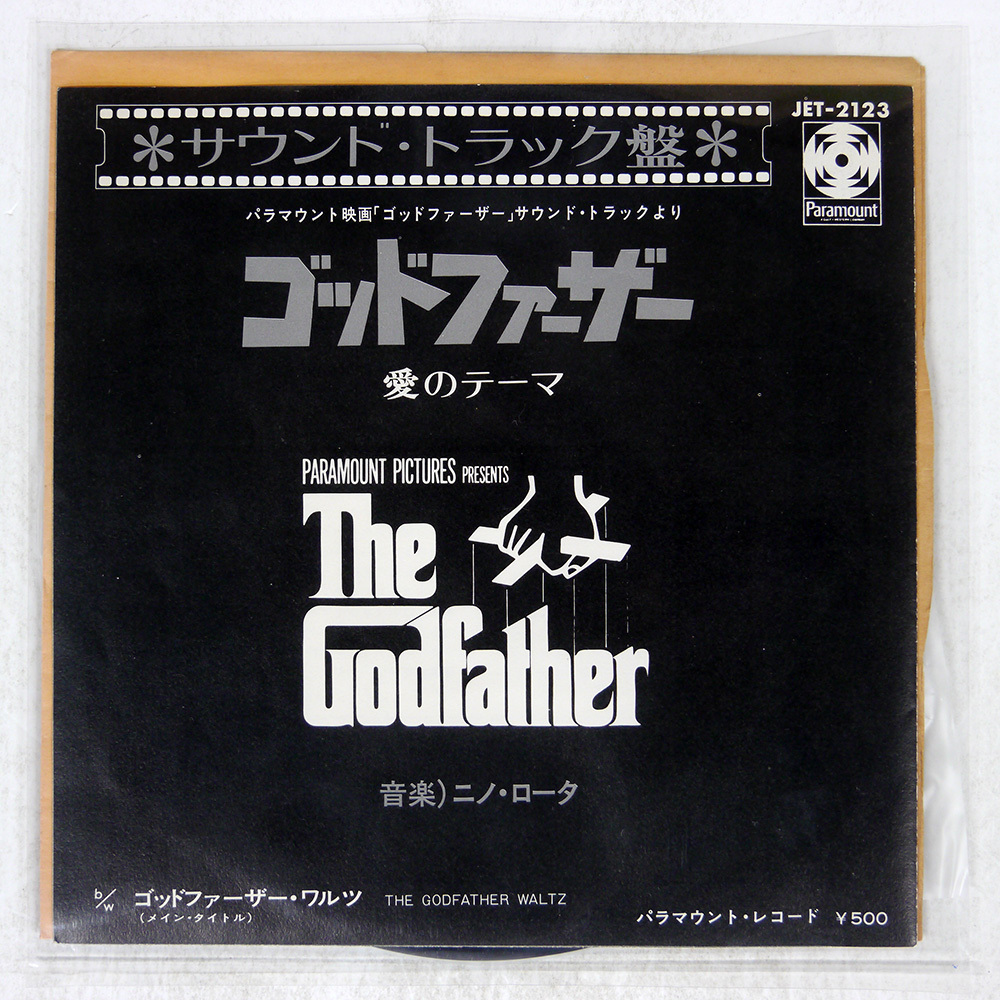 JET-2123
＊サウンド・トラック盤＊
Paramount
パラマウント映画「ゴッドファーザー」サウンド・トラックより
ゴッドファーザー
愛のテーマ
PARAMOUNT PICTURES PRESENTS
The
Godfather
音楽)ニノ・ロータ
b/w ゴッドファーザー・ワルツ THE GODFATHER WALTZ
(メイン・タイトル)
パラマウント・レコード ¥500